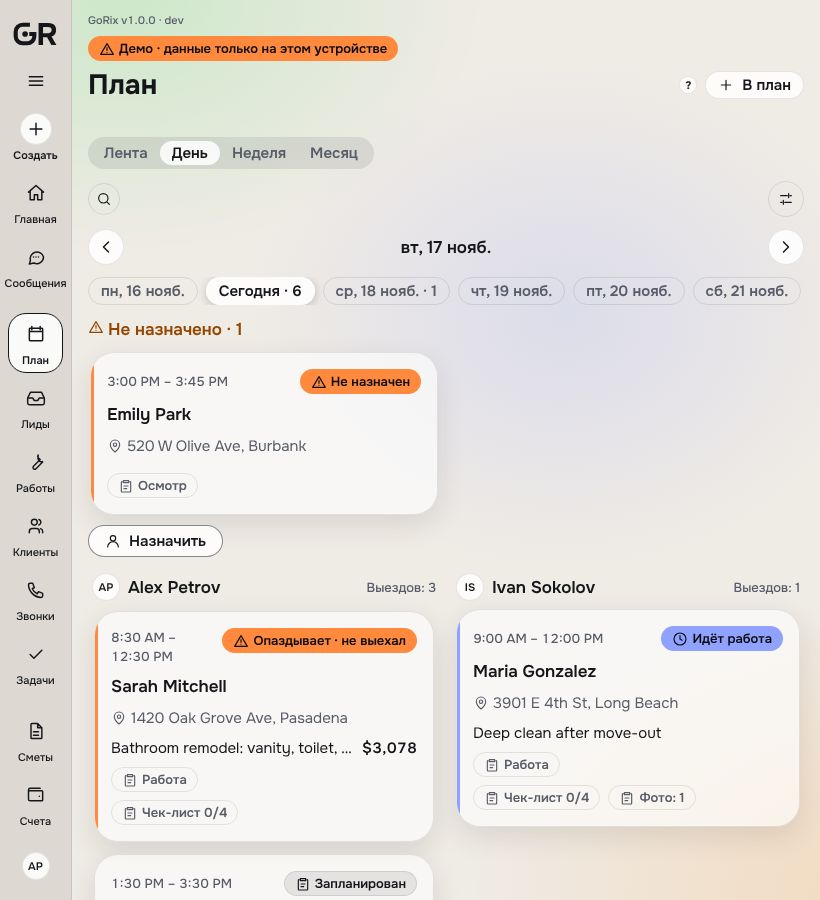 GR
GoRix v1.0.0 · dev
Демо · данные только на этом устройстве
План
?
В план
Создать
Главная
Сообщения
План
Лиды
Работы
Клиенты
Звонки
Задачи
Сметы
Счета
AP
Лента
День
Неделя
Месяц
вт, 17 нояб.
пн, 16 нояб.
Сегодня · 6
ср, 18 нояб. · 1
чт, 19 нояб.
пт, 20 нояб.
сб, 21 нояб.
Не назначено · 1
3:00 PM – 3:45 PM
Не назначен
Emily Park
520 W Olive Ave, Burbank
Осмотр
Назначить
AP
Alex Petrov
Выездов: 3
8:30 AM –
12:30 PM
Опаздывает · не выехал
Sarah Mitchell
1420 Oak Grove Ave, Pasadena
Bathroom remodel: vanity, toilet, ...
$3,078
Работа
Чек-лист 0/4
1:30 PM – 3:30 PM
Запланирован
IS
Ivan Sokolov
Выездов: 1
9:00 AM – 12:00 PM
Идёт работа
Maria Gonzalez
3901 E 4th St, Long Beach
Deep clean after move-out
Работа
Чек-лист 0/4
Фото: 1